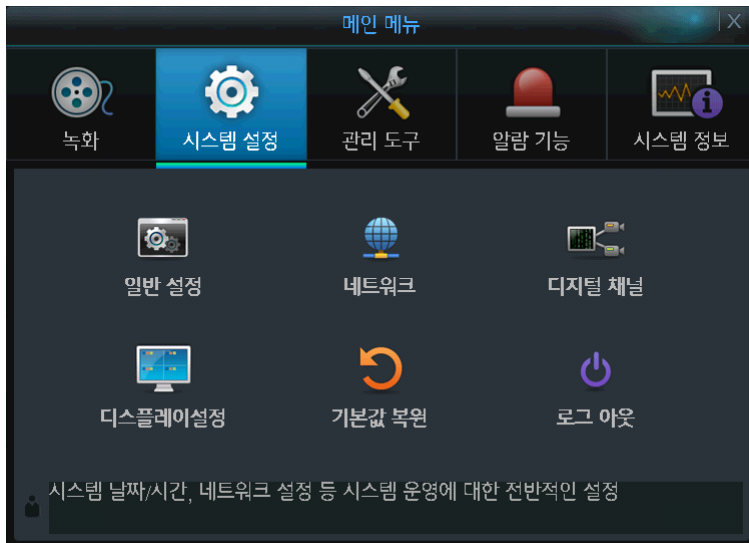 메인 메뉴
X
녹화
시스템 설정
관리 도구
알람 기능
시스템 정보
일반 설정
네트워크
디지털 채널
디스플레이설정
기본값 복원
로그 아웃
시스템 날짜/시간, 네트워크 설정 등 시스템 운영에 대한 전반적인 설정